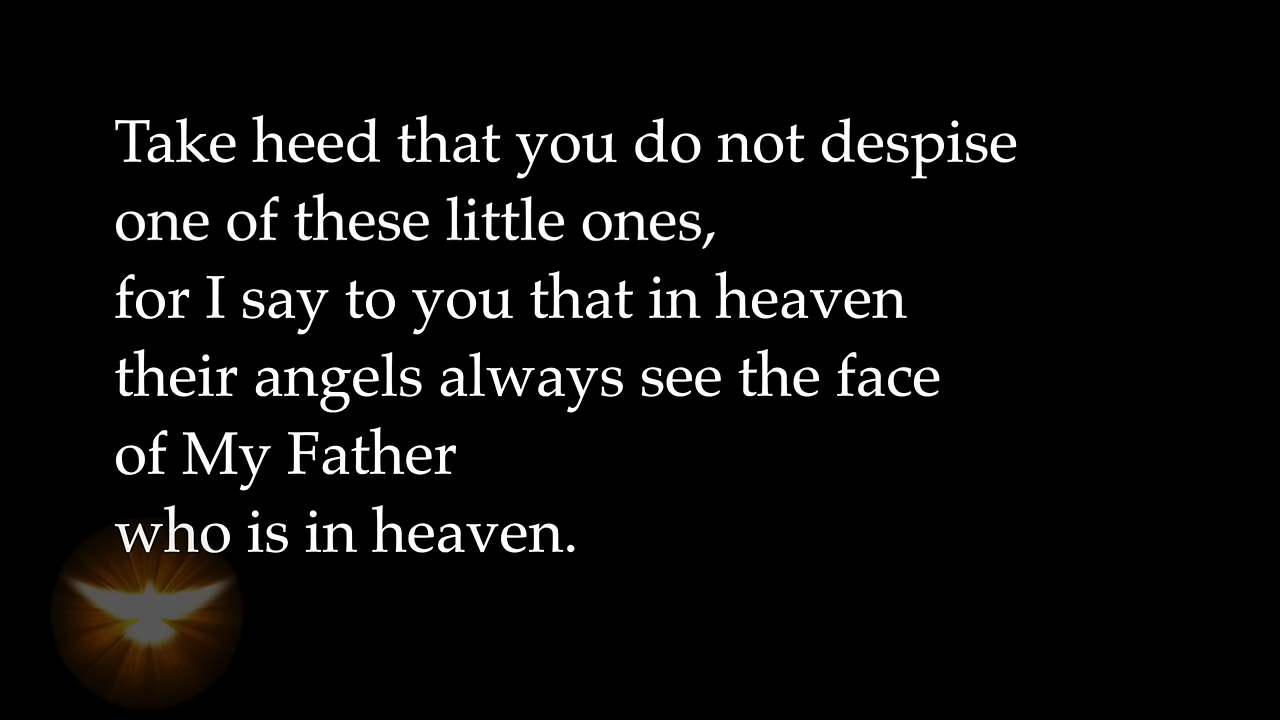 Take heed that you do not despise
one of these little ones,
for I say to you that in heaven
their angels always see the face
of My Father
who is in heaven.